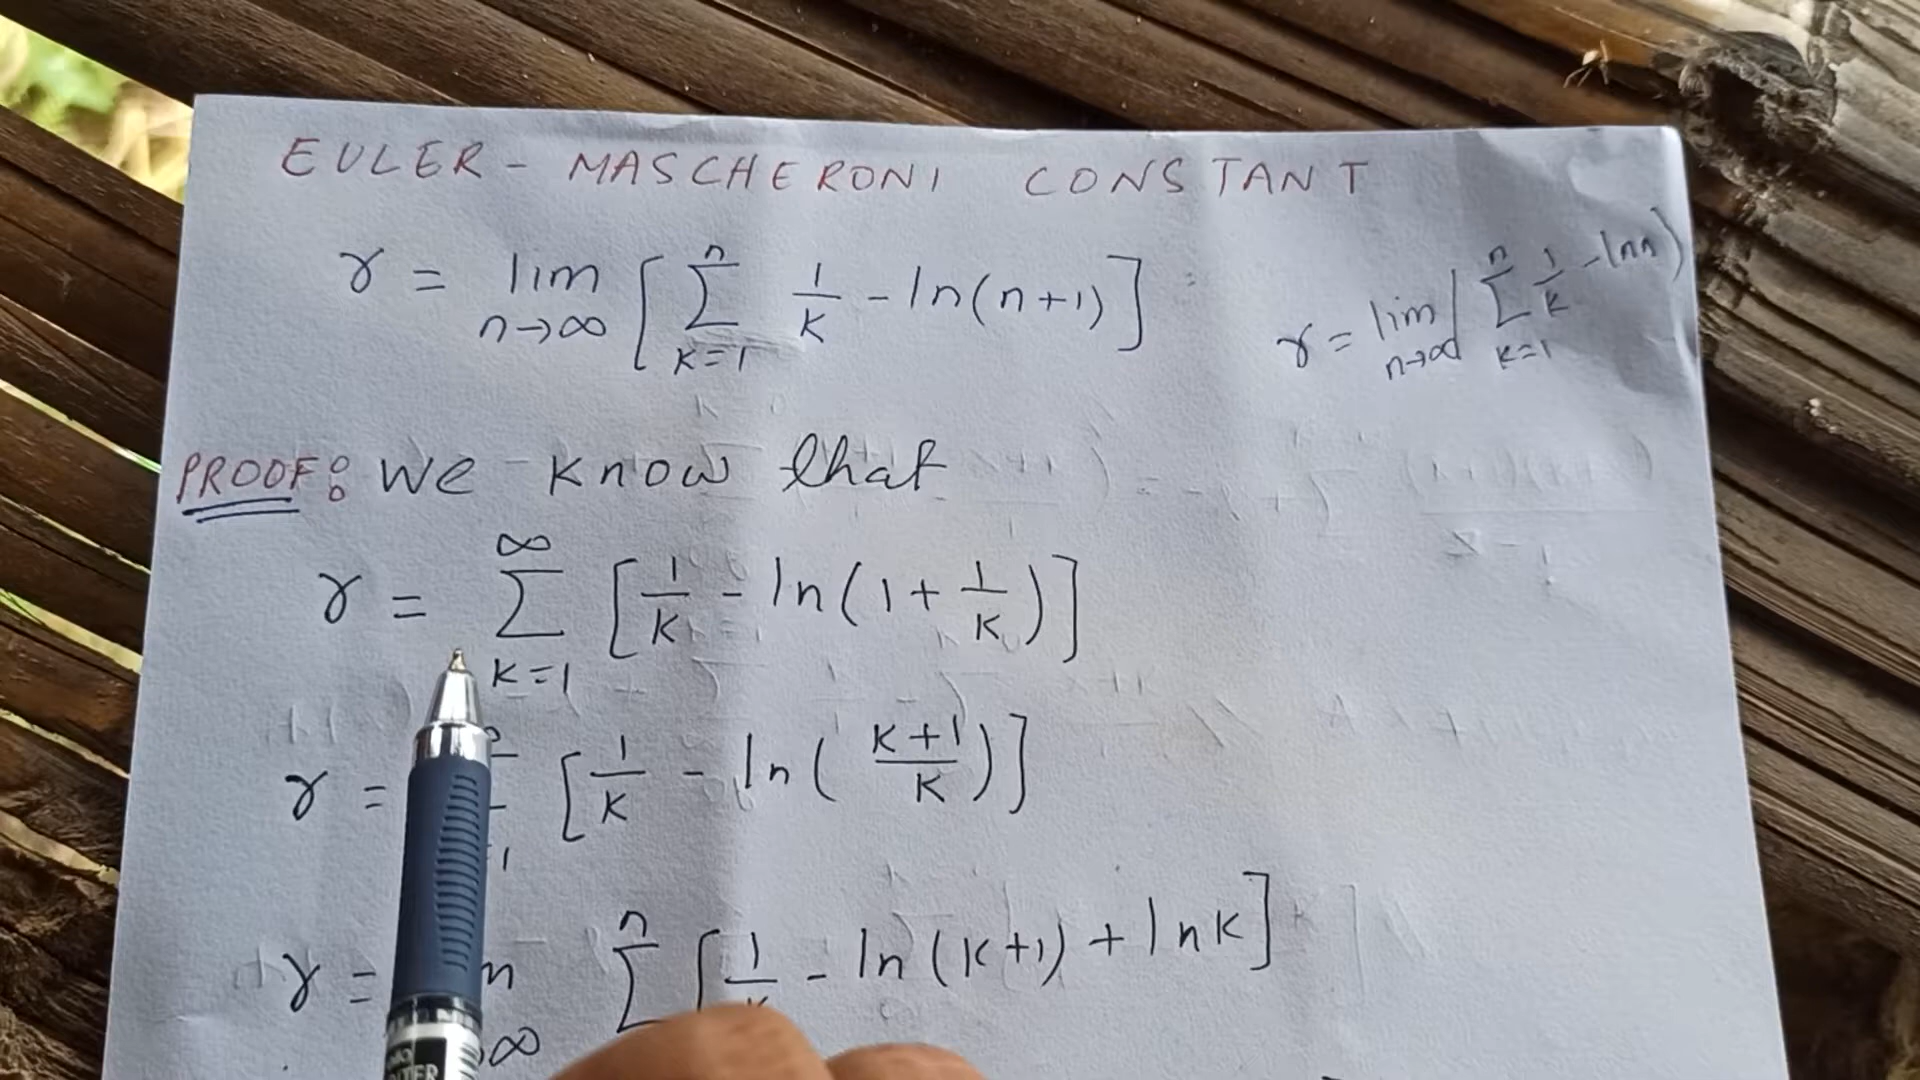 EULER - MASCHERONI CONSTANT
γ = lim n→∞ [ ∑ n k=1 1/k - ln(n+1) ]
γ = lim n→∞ ( ∑ n k=1 1/k - ln n )
PROOF: We know that
γ = ∑ ∞ k=1 [ 1/k - ln(1 + 1/k) ]
γ = [ 1/k - ln( K+1/K ) ]
γ = ∑ n [ 1/k - ln(k+1) + ln k ]